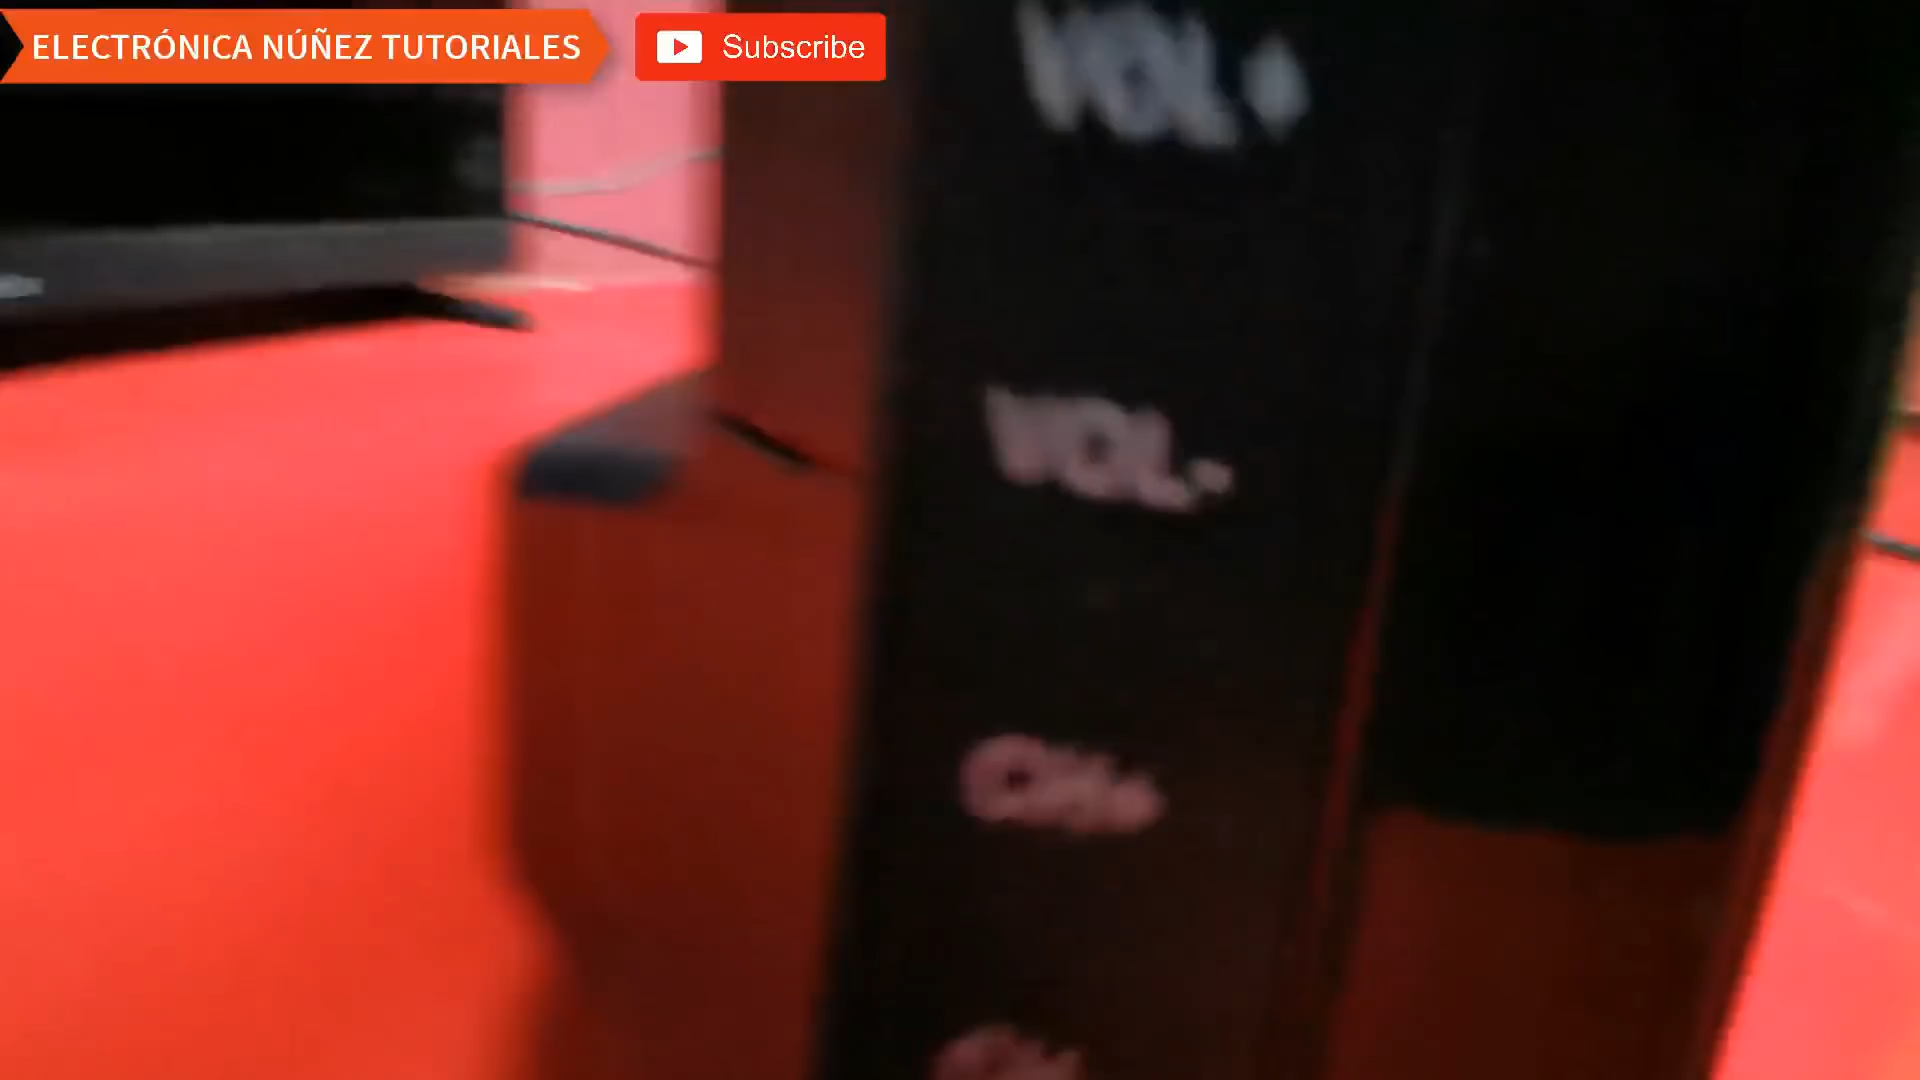 ELECTRÓNICA NÚÑEZ TUTORIALES
Subscribe
VOL+
VOL-
CH+